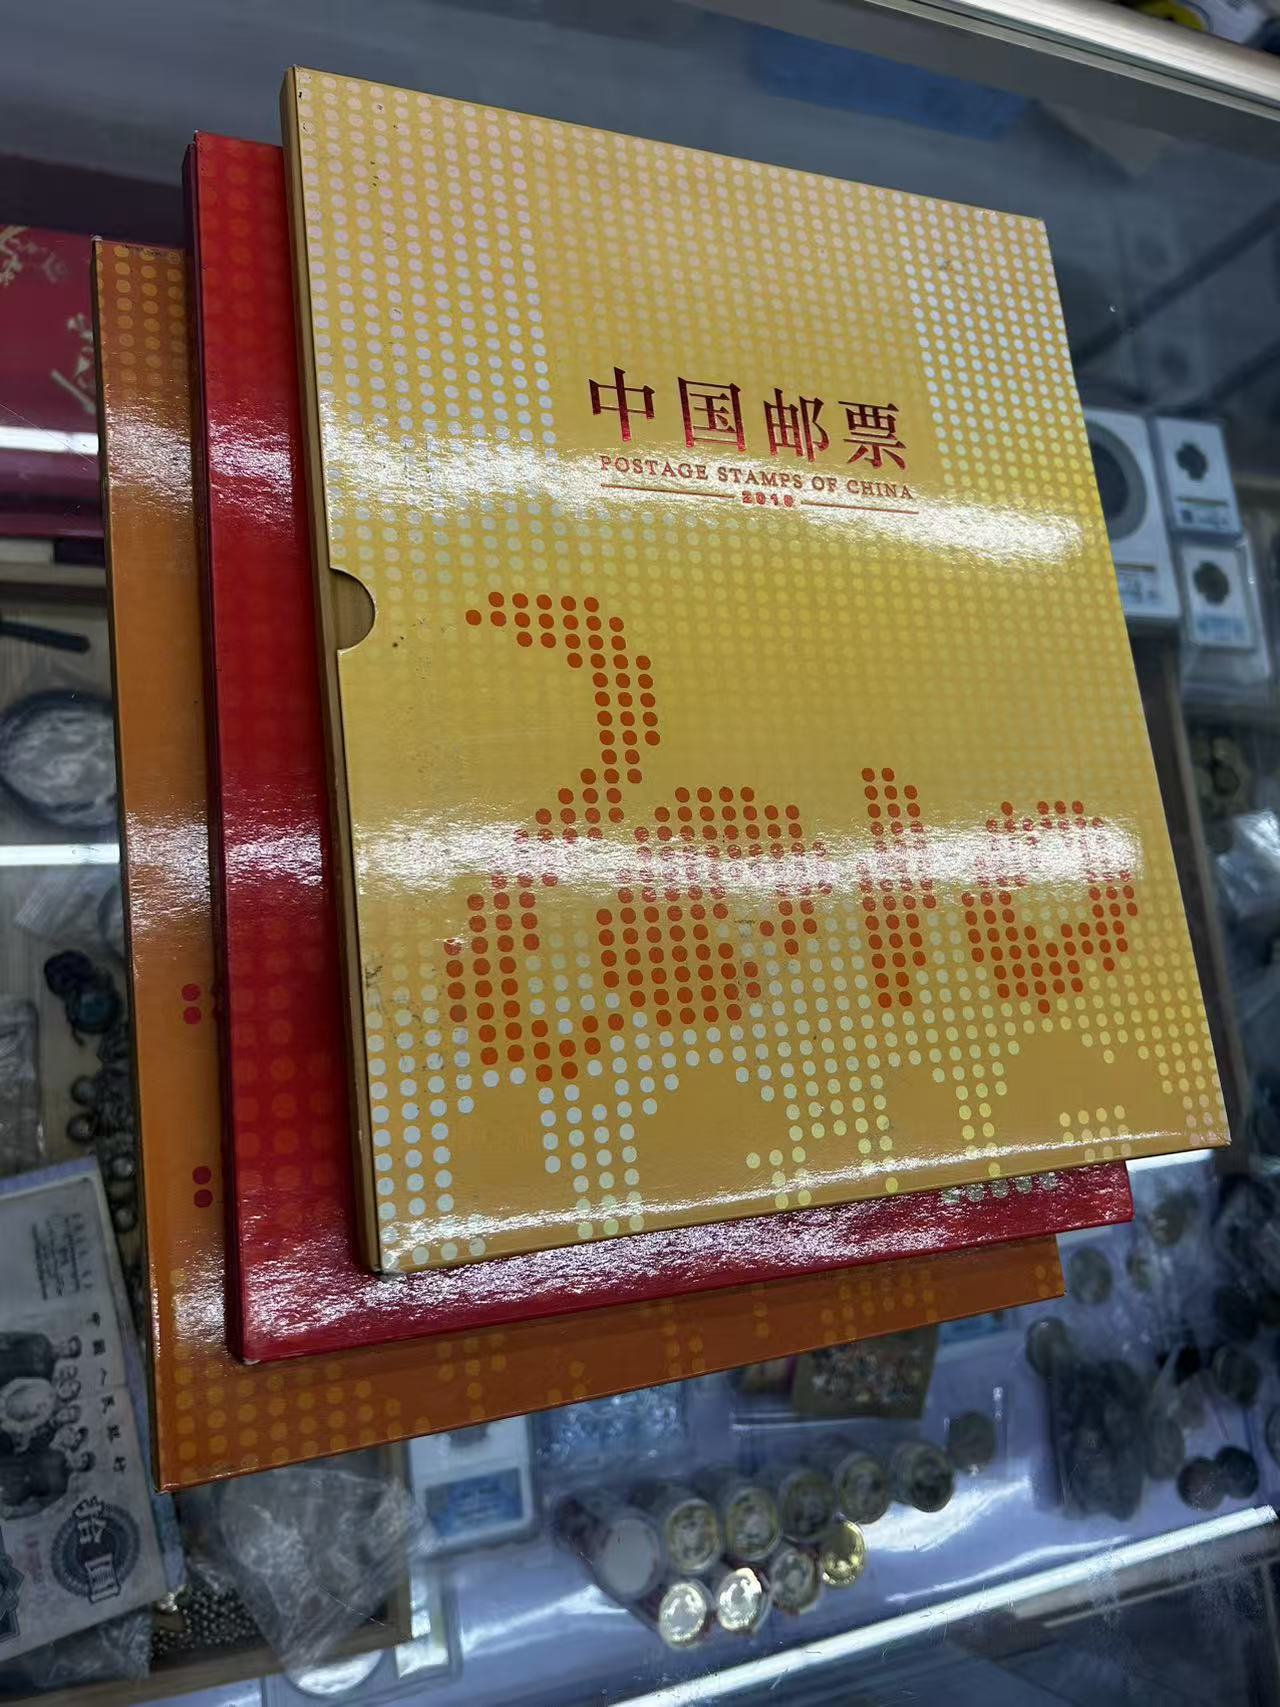 中国邮票
POSTAGE STAMPS OF CHINA